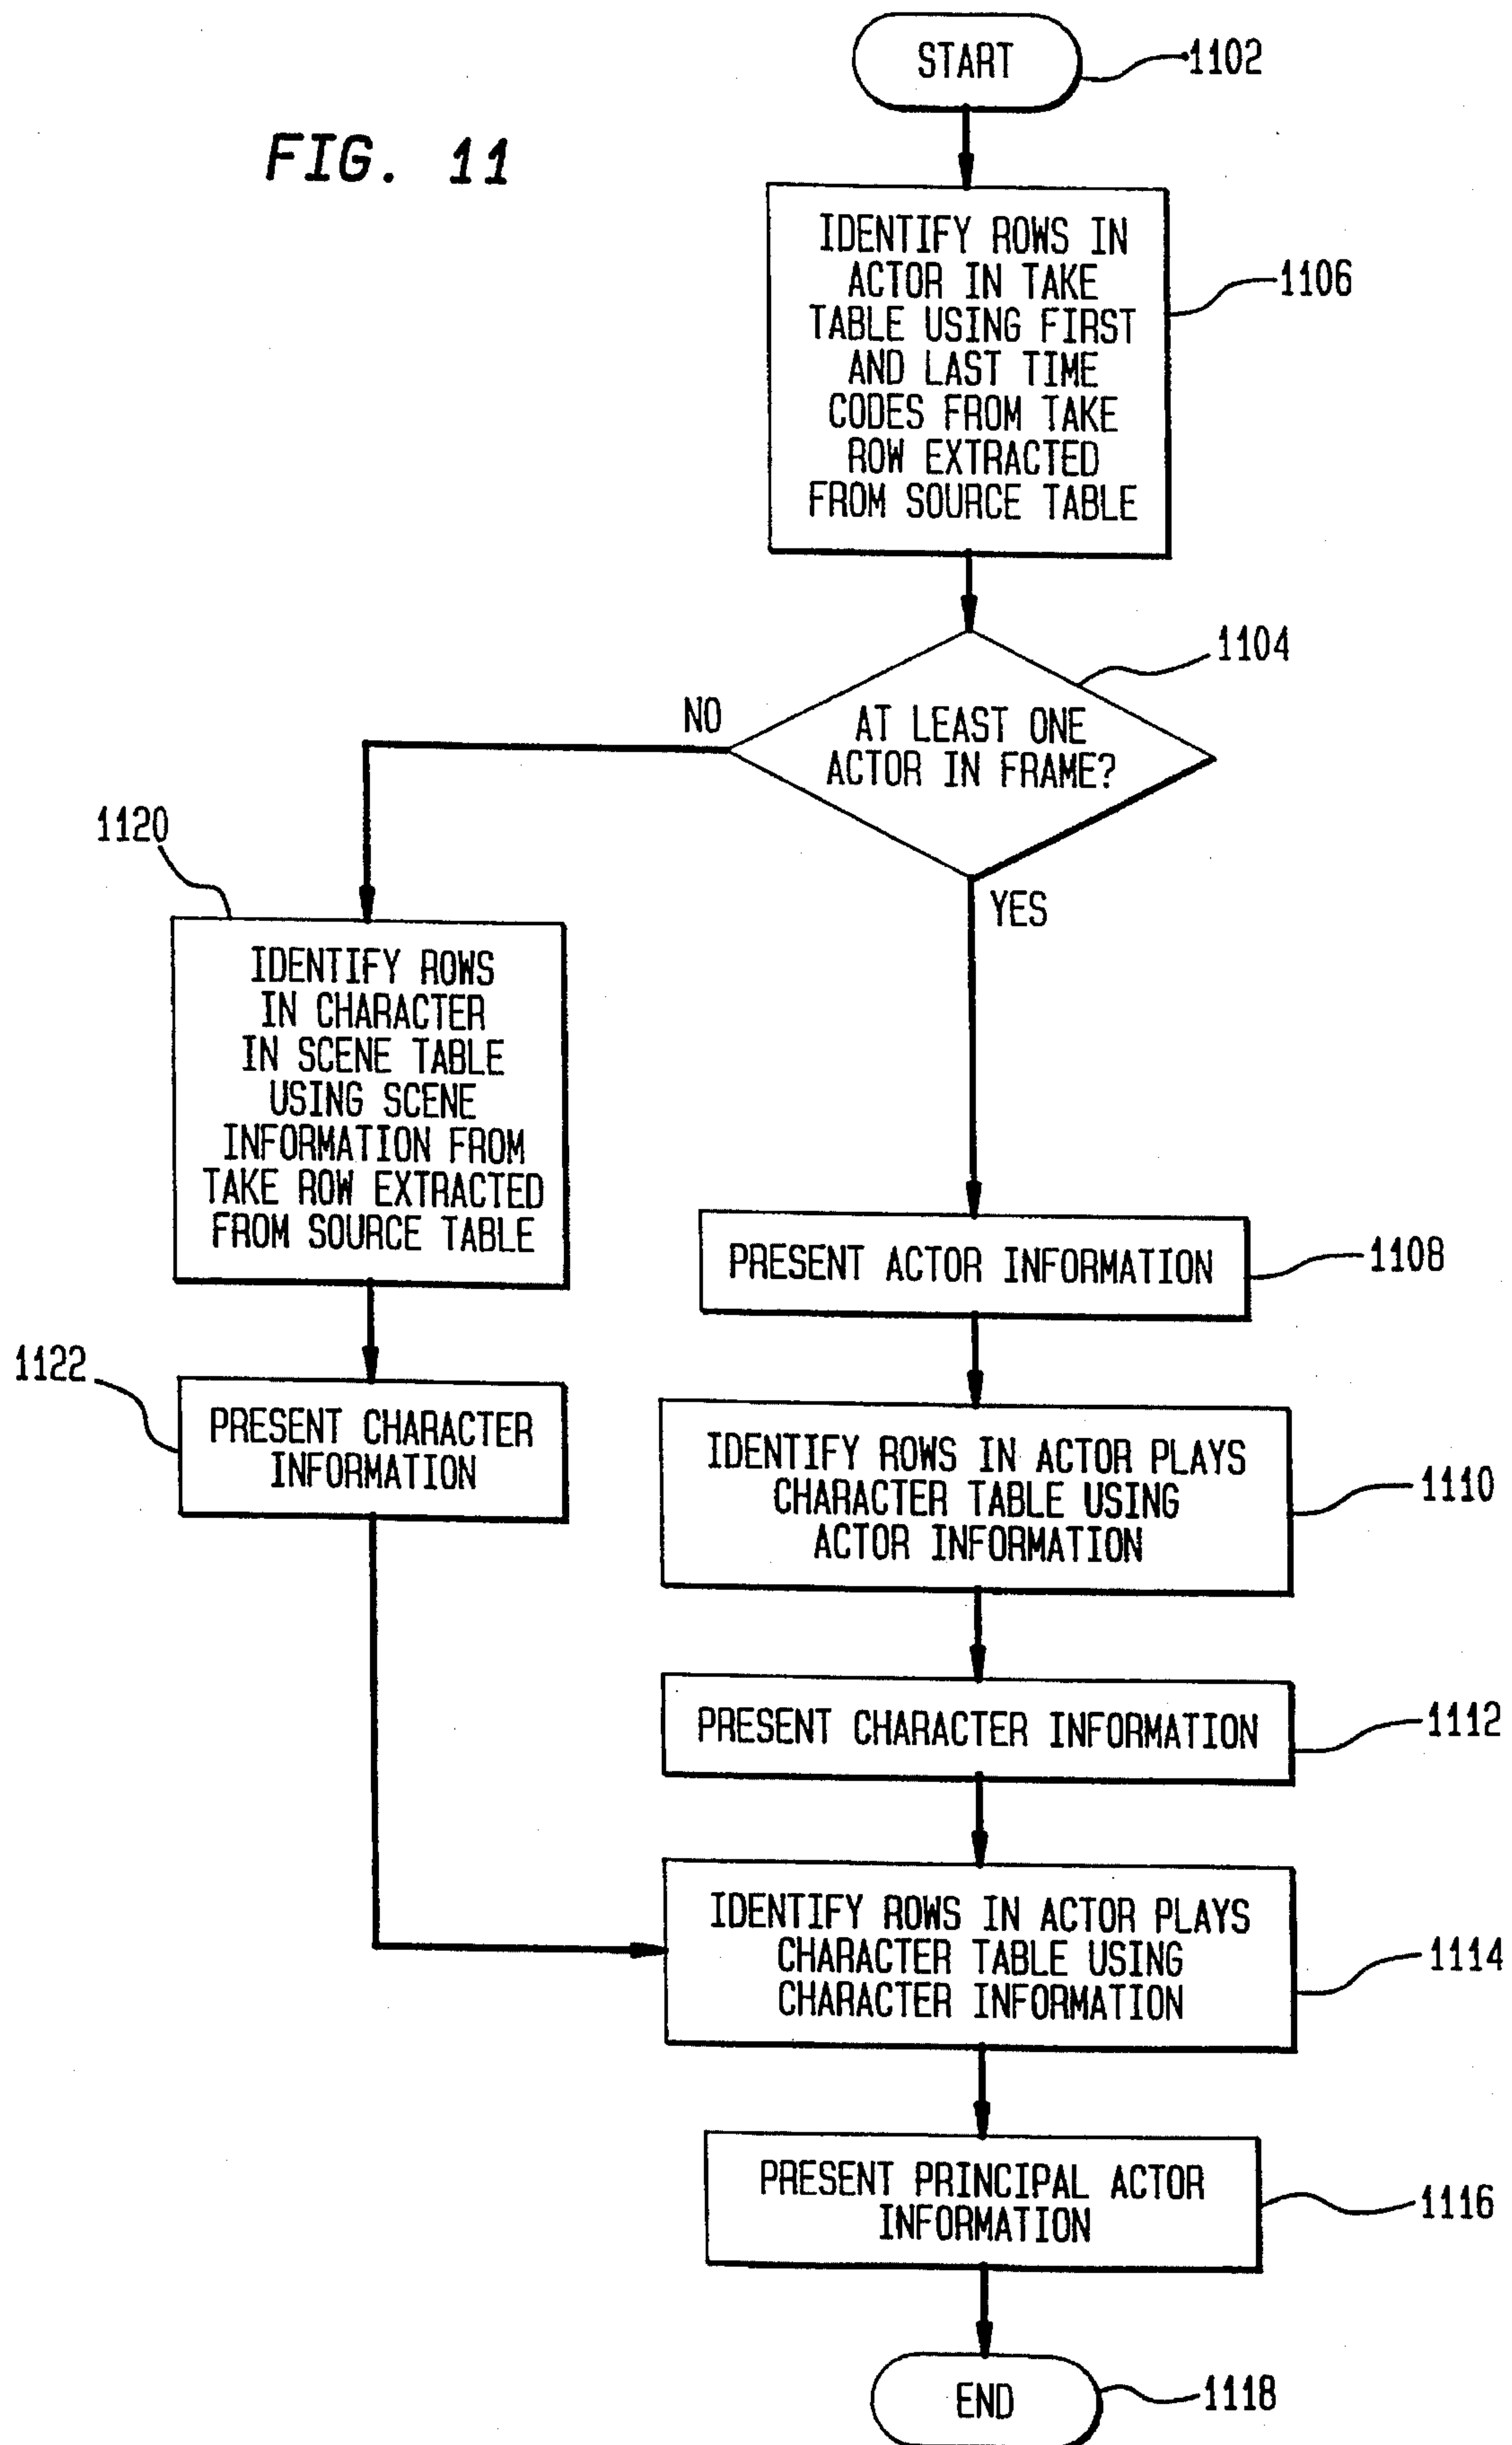 START
1102
FIG. 11
IDENTIFY ROWS IN
ACTOR IN TAKE
TABLE USING FIRST
AND LAST TIME
CODES FROM TAKE
ROW EXTRACTED
FROM SOURCE TABLE
1106
1104
AT LEAST ONE
ACTOR IN FRAME?
NO
YES
1120
IDENTIFY ROWS
IN CHARACTER
IN SCENE TABLE
USING SCENE
INFORMATION FROM
TAKE ROW EXTRACTED
FROM SOURCE TABLE
1122
PRESENT CHARACTER
INFORMATION
PRESENT ACTOR INFORMATION
1108
IDENTIFY ROWS IN ACTOR PLAYS
CHARACTER TABLE USING
ACTOR INFORMATION
1110
PRESENT CHARACTER INFORMATION
1112
IDENTIFY ROWS IN ACTOR PLAYS
CHARACTER TABLE USING
CHARACTER INFORMATION
1114
PRESENT PRINCIPAL ACTOR
INFORMATION
1116
END
1118